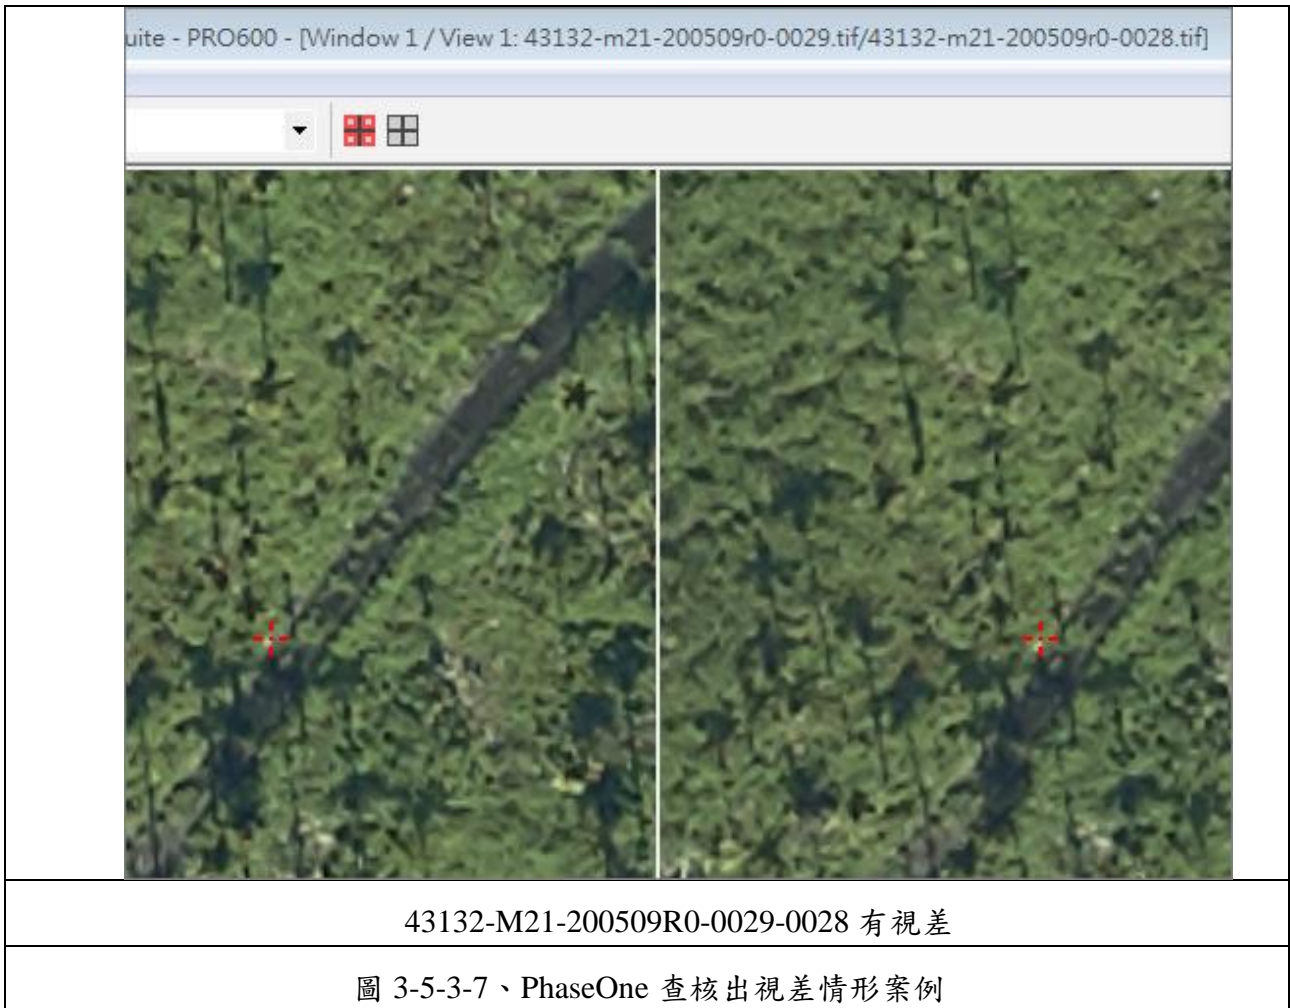 uite - PRO600 - [Window 1 / View 1: 43132-m21-200509r0-0029.tif/43132-m21-200509r0-0028.tif]
43132-M21-200509R0-0029-0028 有視差
圖 3-5-3-7、PhaseOne 查核出視差情形案例